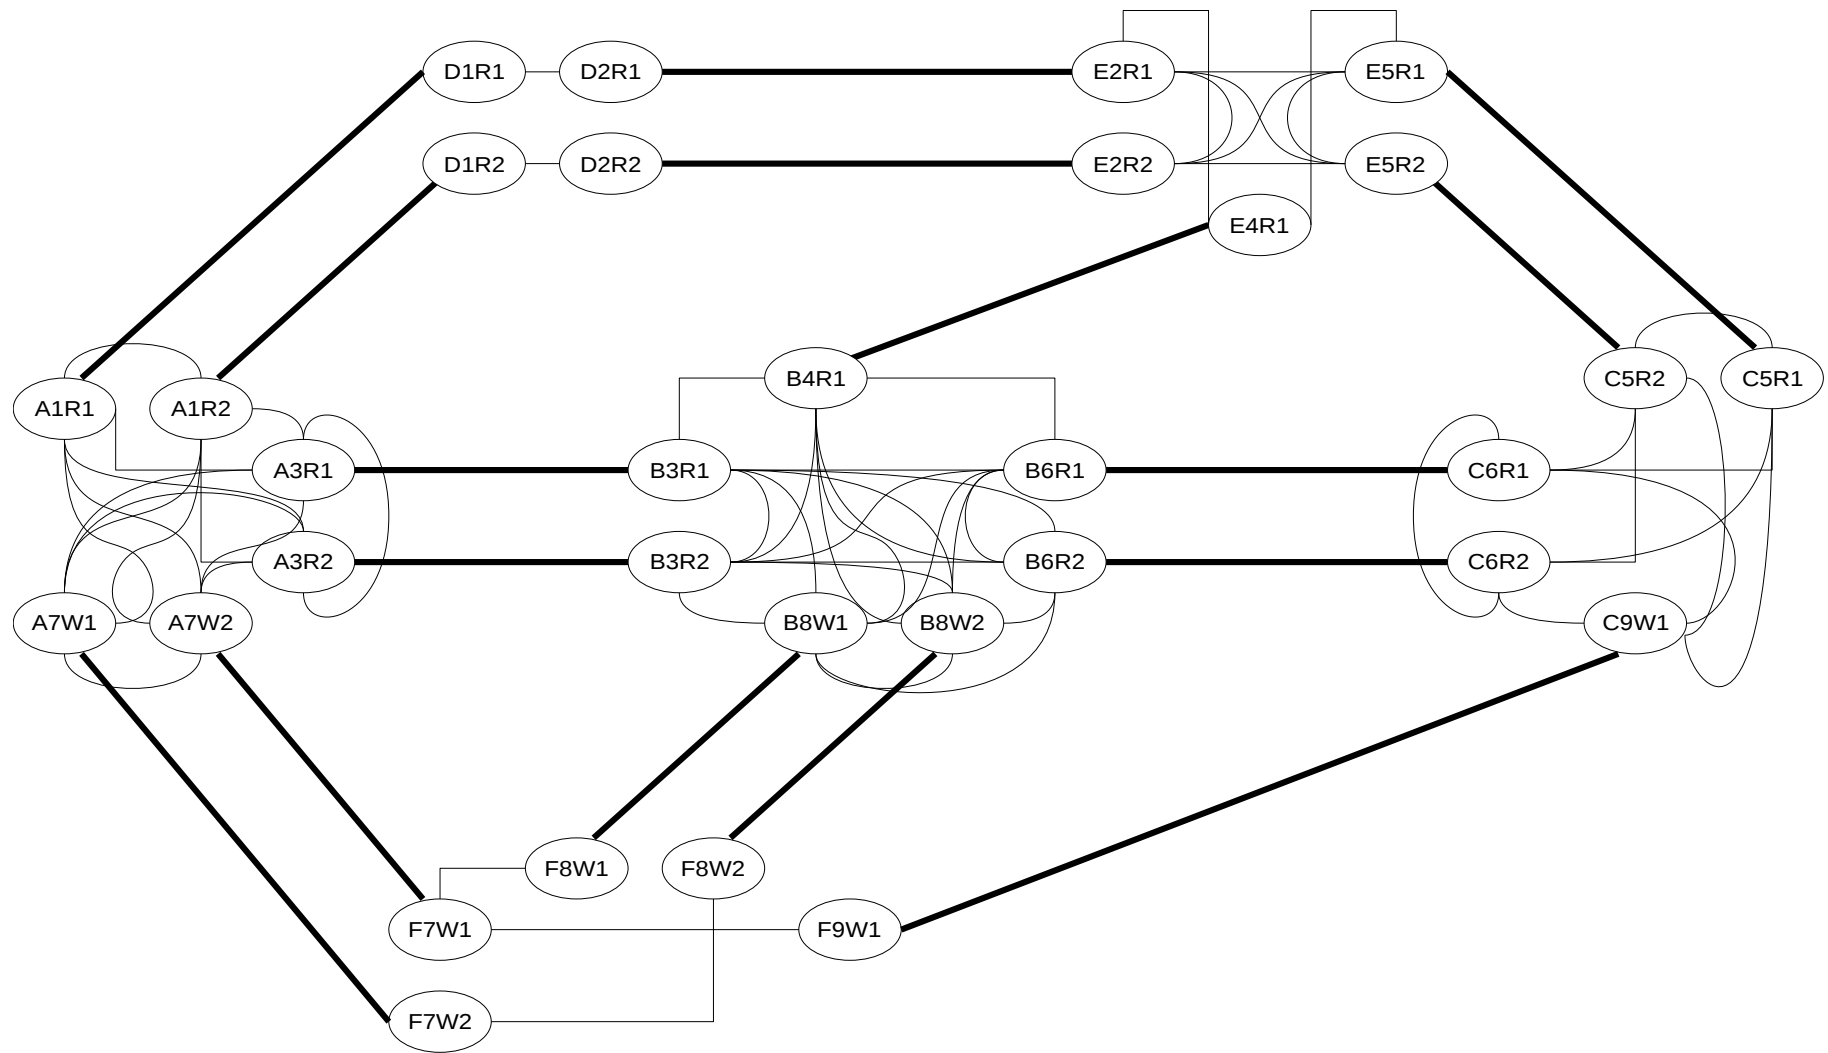 D1R1
D2R1
E2R1
E5R1
D1R2
D2R2
E2R2
E5R2
E4R1
B4R1
C5R2
C5R1
A1R1
A1R2
A3R1
B3R1
B6R1
C6R1
A3R2
B3R2
B6R2
C6R2
A7W1
A7W2
B8W1
B8W2
C9W1
F8W1
F8W2
F7W1
F9W1
F7W2